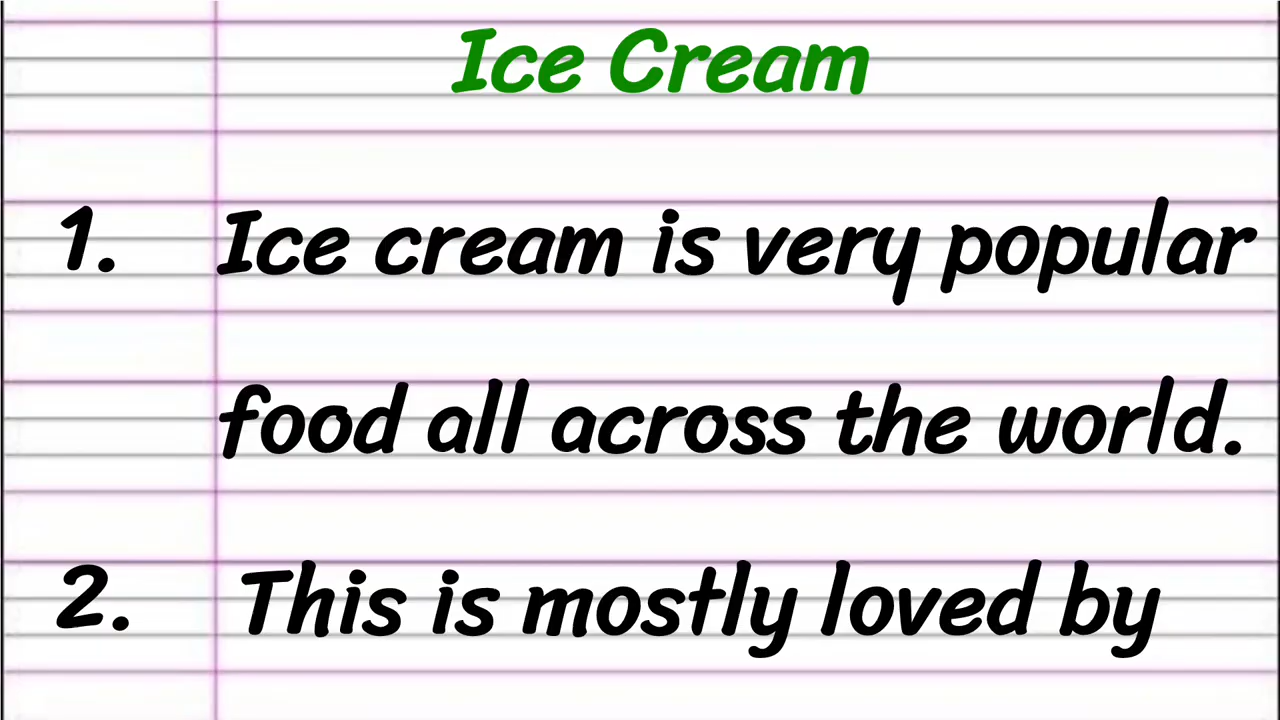 Ice Cream
1. Ice cream is very popular
food all across the world.
2. This is mostly loved by